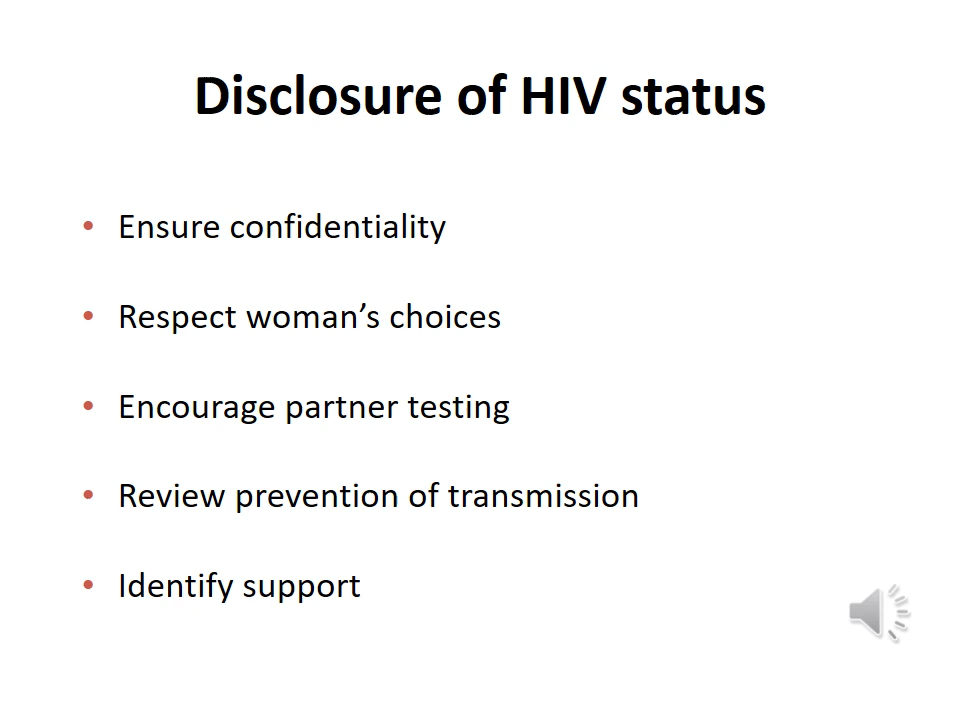 Disclosure of HIV status
• Ensure confidentiality
• Respect woman’s choices
• Encourage partner testing
• Review prevention of transmission
• Identify support